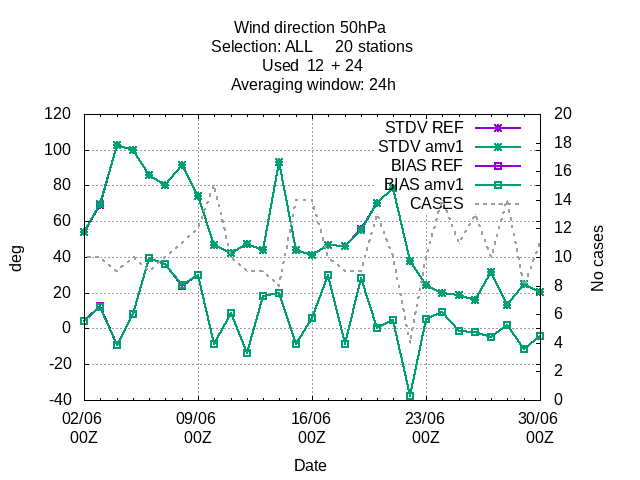 Wind direction 50hPa
Selection: ALL     20 stations
Used  12  + 24
Averaging window: 24h
120
100
80
60
40
20
0
-20
-40
deg
STDV REF
STDV amv1
BIAS REF
BIAS amv1
CASES
20
18
16
14
12
10
8
6
4
2
0
No cases
02/06 09/06 16/06 23/06 30/06
00Z 00Z 00Z 00Z 00Z
Date